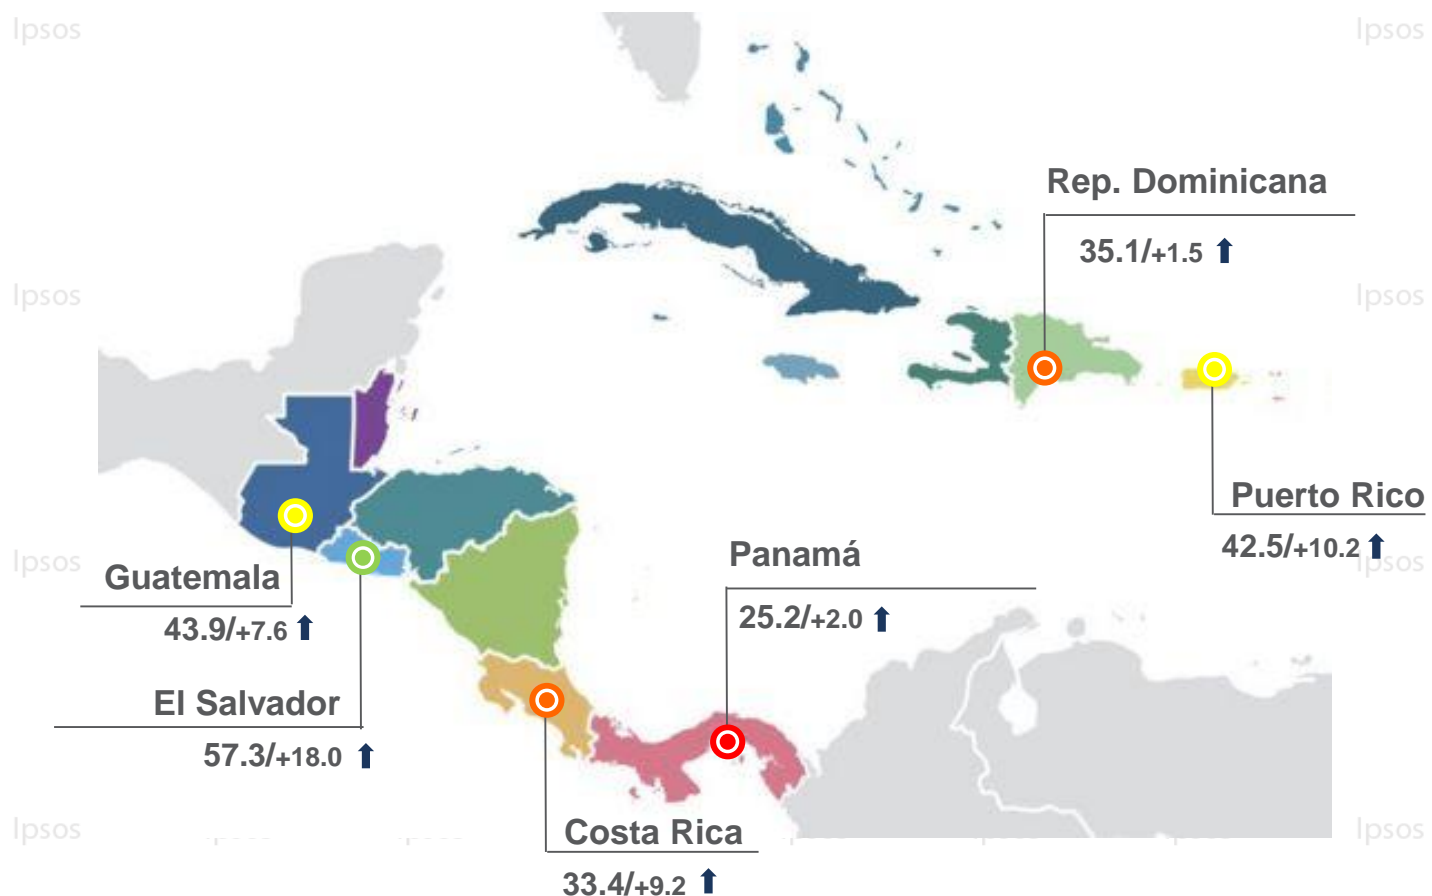 Ipsos
Ipsos
Rep. Dominicana
35.1/+1.5
Ipsos
Ipsos
Puerto Rico
42.5/+10.2
Ipsos
Ipsos
Guatemala
43.9/+7.6
Panamá
25.2/+2.0
El Salvador
57.3/+18.0
Ipsos
Ipsos
Costa Rica
33.4/+9.2